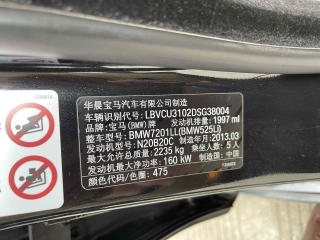 华晨宝马汽车有限公司制造
车辆识别代号: LBVCU3102DSG38004
品牌: 宝马(BMW)牌 发动机排量: 1997 ml
整车型号: BMW7201LL(BMW525Li)
发动机型号: N20B20C 制造年月: 2013.03
最大允许总质量: 2235 kg 乘坐人数: 5 人
发动机最大净功率: 160 kW 制造国: 中国
颜色代码/色圈: 475